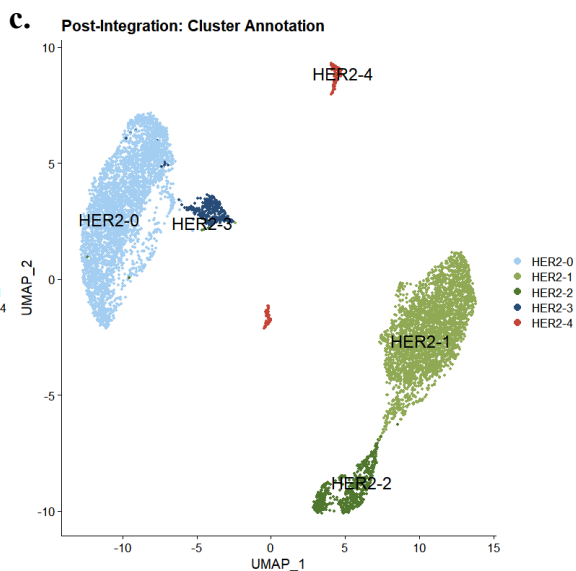 c.
Post-Integration: Cluster Annotation
10
5
0
-5
-10
UMAP_2
4
HER2-4
HER2-0
HER2-3
HER2-1
HER2-2
HER2-0
HER2-1
HER2-2
HER2-3
HER2-4
-10 -5 0 5 10 15
UMAP_1